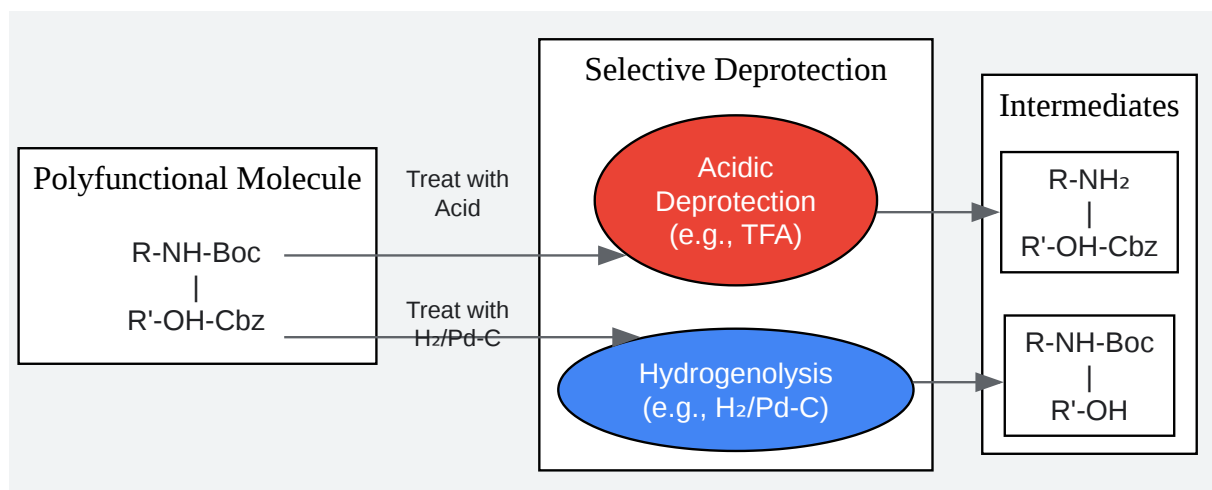 Polyfunctional Molecule
R-NH-Boc
|
R'-OH-Cbz
Treat with
Acid
Treat with
H₂/Pd-C
Selective Deprotection
Acidic
Deprotection
(e.g., TFA)
Hydrogenolysis
(e.g., H₂/Pd-C)
Intermediates
R-NH₂
|
R'-OH-Cbz
R-NH-Boc
|
R'-OH